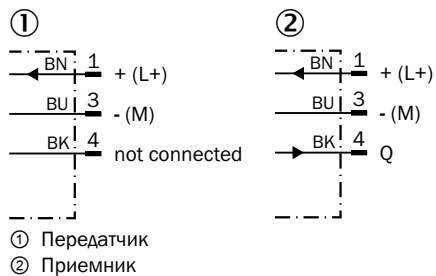 ① ②
BN 1 + (L+) BN 1 + (L+)
BU 3 - (M) BU 3 - (M)
BK 4 not connected BK 4 Q
① Передатчик
② Приемник